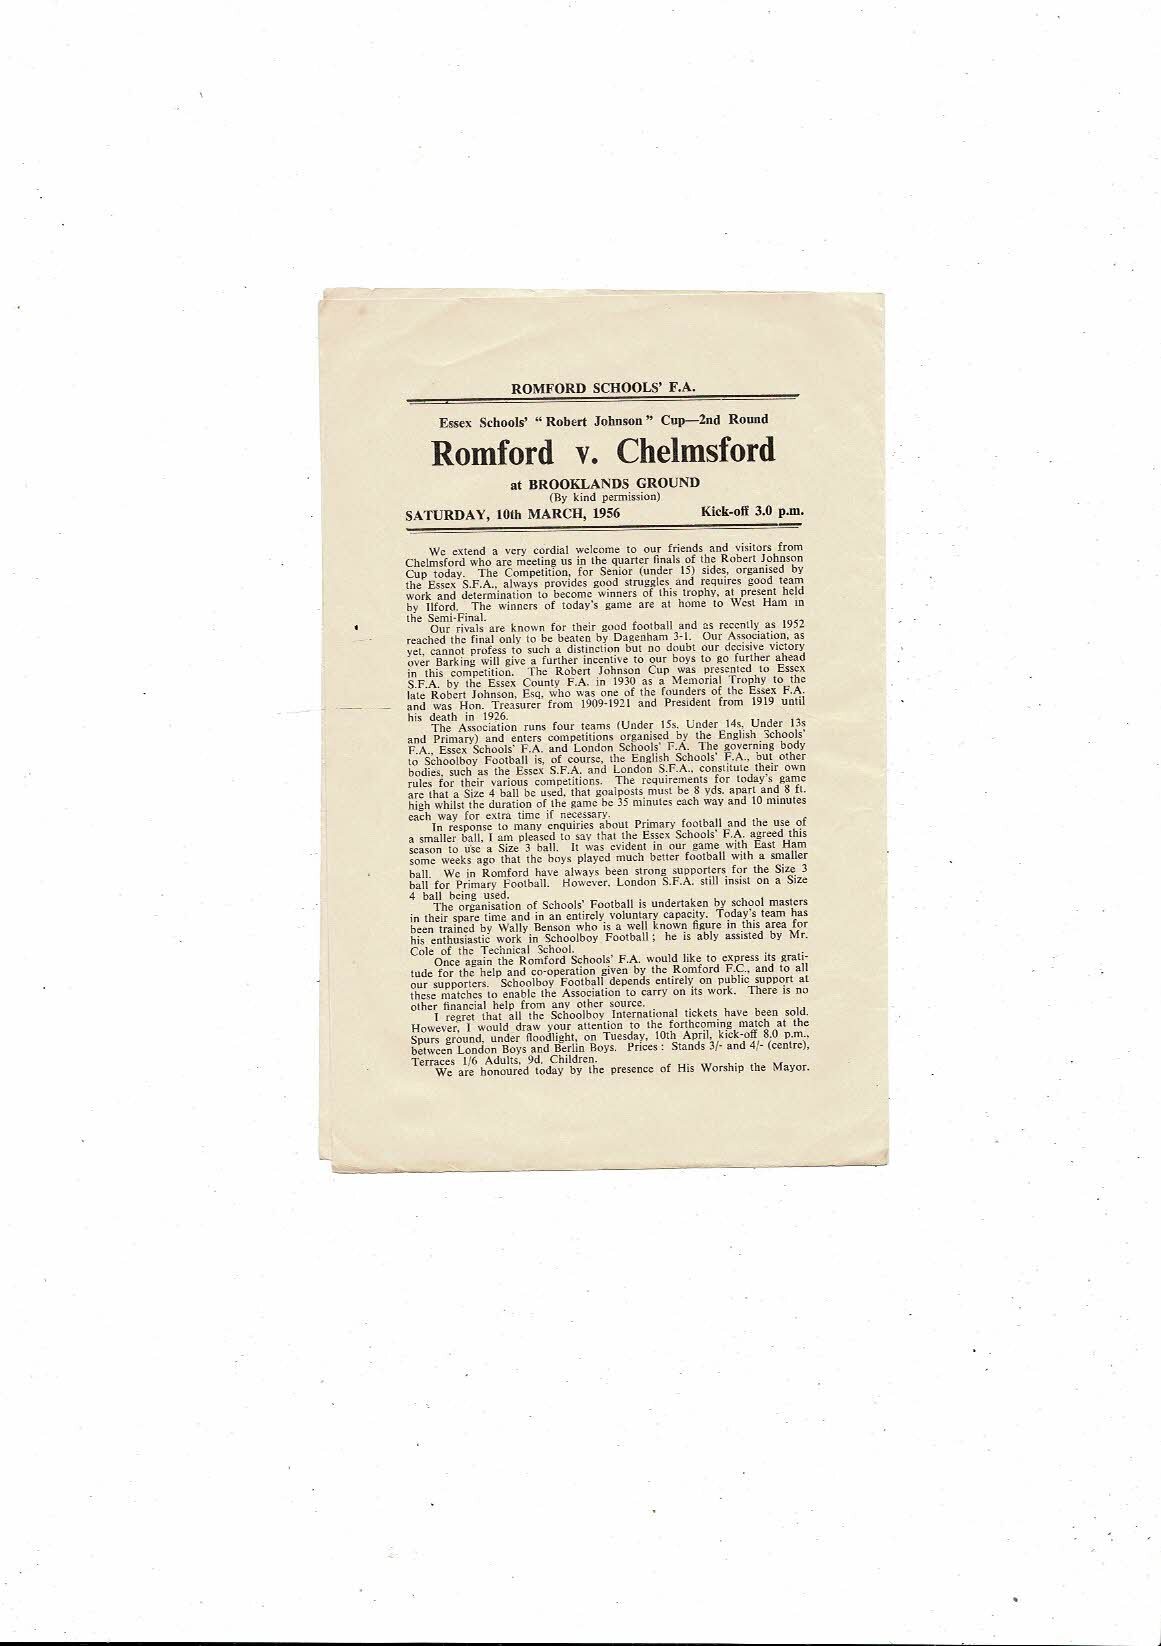 ROMFORD SCHOOLS' F.A.
Essex Schools' “ Robert Johnson ” Cup—2nd Round
Romford v. Chelmsford
at BROOKLANDS GROUND
(By kind permission)
SATURDAY, 10th MARCH, 1956 Kick-off 3.0 p.m.
We extend a very cordial welcome to our friends and visitors from
Chelmsford who are meeting us in the quarter finals of the Robert Johnson
Cup today. The Competition, for Senior (under 15) sides, organised by
the Essex S.F.A., always provides good struggles and requires good team
work and determination to become winners of this trophy, at present held
by Ilford. The winners of today's game are at home to West Ham in
the Semi-Final.
Our rivals are known for their good football and as recently as 1952
reached the final only to be beaten by Dagenham 3-1. Our Association, as
yet, cannot profess to such a distinction but no doubt our decisive victory
over Barking will give a further incentive to our boys to go further ahead
in this competition. The Robert Johnson Cup was presented to Essex
S.F.A. by the Essex County F.A. in 1930 as a Memorial Trophy to the
late Robert Johnson, Esq, who was one of the founders of the Essex F.A.
and was Hon. Treasurer from 1909-1921 and President from 1919 until
his death in 1926.
The Association runs four teams (Under 15s, Under 14s, Under 13s
and Primary) and enters competitions organised by the English Schools'
F.A., Essex Schools' F.A. and London Schools' F.A. The governing body
to Schoolboy Football is, of course, the English Schools' F.A., but other
bodies, such as the Essex S.F.A. and London S.F.A., constitute their own
rules for their various competitions. The requirements for today's game
are that a Size 4 ball be used, that goalposts must be 8 yds. apart and 8 ft.
high whilst the duration of the game be 35 minutes each way and 10 minutes
each way for extra time if necessary.
In response to many enquiries about Primary football and the use of
a smaller ball, I am pleased to say that the Essex Schools' F.A. agreed this
season to use a Size 3 ball. It was evident in our game with East Ham
some weeks ago that the boys played much better football with a smaller
ball. We in Romford have always been strong supporters for the Size 3
ball for Primary Football. However, London S.F.A. still insist on a Size
4 ball being used.
The organisation of Schools' Football is undertaken by school masters
in their spare time and in an entirely voluntary capacity. Today's team has
been trained by Wally Benson who is a well known figure in this area for
his enthusiastic work in Schoolboy Football ; he is ably assisted by Mr.
Cole of the Technical School.
Once again the Romford Schools' F.A. would like to express its grati-
tude for the help and co-operation given by the Romford F.C., and to all
our supporters. Schoolboy Football depends entirely on public support at
these matches to enable the Association to carry on its work. There is no
other financial help from any other source.
I regret that all the Schoolboy International tickets have been sold.
However, I would draw your attention to the forthcoming match at the
Spurs ground, under floodlight, on Tuesday, 10th April, kick-off 8.0 p.m.,
between London Boys and Berlin Boys. Prices : Stands 3/- and 4/- (centre),
Terraces 1/6 Adults, 9d. Children.
We are honoured today by the presence of His Worship the Mayor.